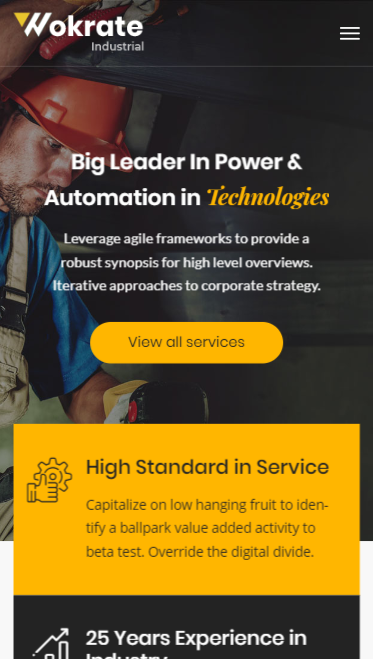 Wokrate
Industrial
Big Leader In Power &
Automation in Technologies
Leverage agile frameworks to provide a
robust synopsis for high level overviews.
Iterative approaches to corporate strategy.
View all services
High Standard in Service
Capitalize on low hanging fruit to iden-
tify a ballpark value added activity to
beta test. Override the digital divide.
25 Years Experience in
Industry